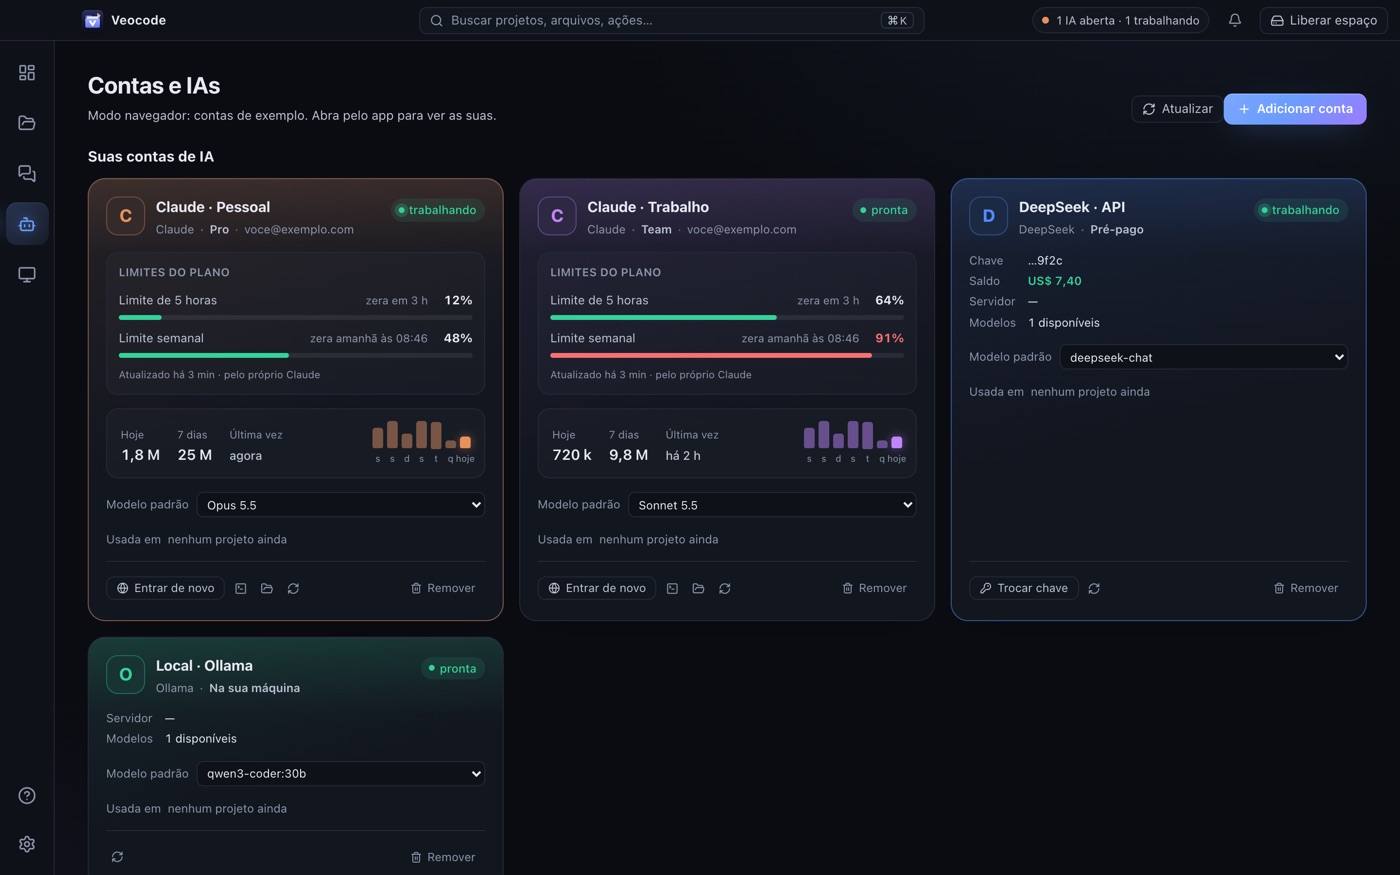 Veocode
Buscar projetos, arquivos, ações...
⌘K
1 IA aberta · 1 trabalhando
Liberar espaço
Contas e IAs
Modo navegador: contas de exemplo. Abra pelo app para ver as suas.
Atualizar
Adicionar conta
Suas contas de IA
C
Claude · Pessoal
trabalhando
Claude · Pro · voce@exemplo.com
LIMITES DO PLANO
Limite de 5 horas zera em 3 h 12%
Limite semanal zera amanhã às 08:46 48%
Atualizado há 3 min · pelo próprio Claude
Hoje 7 dias Última vez
1,8 M 25 M agora
s s d s t q hoje
Modelo padrão Opus 5.5
Usada em nenhum projeto ainda
Entrar de novo
Remover
C
Claude · Trabalho
pronta
Claude · Team · voce@exemplo.com
LIMITES DO PLANO
Limite de 5 horas zera em 3 h 64%
Limite semanal zera amanhã às 08:46 91%
Atualizado há 3 min · pelo próprio Claude
Hoje 7 dias Última vez
720 k 9,8 M há 2 h
s s d s t q hoje
Modelo padrão Sonnet 5.5
Usada em nenhum projeto ainda
Entrar de novo
Remover
D
DeepSeek · API
trabalhando
DeepSeek · Pré-pago
Chave ...9f2c
Saldo US$ 7,40
Servidor —
Modelos 1 disponíveis
Modelo padrão deepseek-chat
Usada em nenhum projeto ainda
Trocar chave
Remover
O
Local · Ollama
pronta
Ollama · Na sua máquina
Servidor —
Modelos 1 disponíveis
Modelo padrão qwen3-coder:30b
Usada em nenhum projeto ainda
Remover